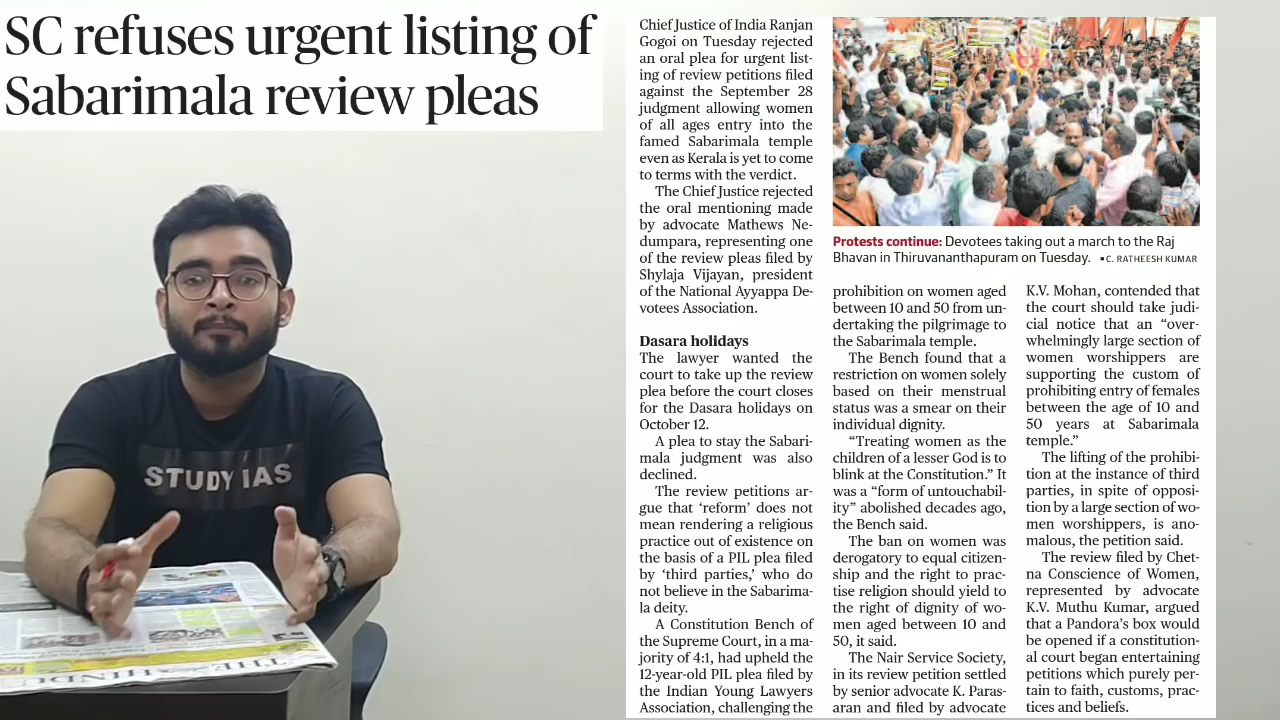 SC refuses urgent listing of
Sabarimala review pleas
STUDY IAS
THE HINDU
Chief Justice of India Ranjan
Gogoi on Tuesday rejected
an oral plea for urgent list-
ing of review petitions filed
against the September 28
judgment allowing women
of all ages entry into the
famed Sabarimala temple
even as Kerala is yet to come
to terms with the verdict.
The Chief Justice rejected
the oral mentioning made
by advocate Mathews Ne-
dumpara, representing one
of the review pleas filed by
Shylaja Vijayan, president
of the National Ayyappa De-
votees Association.
Dasara holidays
The lawyer wanted the
court to take up the review
plea before the court closes
for the Dasara holidays on
October 12.
A plea to stay the Sabari-
mala judgment was also
declined.
The review petitions ar-
gue that ‘reform’ does not
mean rendering a religious
practice out of existence on
the basis of a PIL plea filed
by ‘third parties,’ who do
not believe in the Sabarima-
la deity.
A Constitution Bench of
the Supreme Court, in a ma-
jority of 4:1, had upheld the
12-year-old PIL plea filed by
the Indian Young Lawyers
Association, challenging the
Protests continue: Devotees taking out a march to the Raj
Bhavan in Thiruvananthapuram on Tuesday. ▪C. RATHEESH KUMAR
prohibition on women aged
between 10 and 50 from un-
dertaking the pilgrimage to
the Sabarimala temple.
The Bench found that a
restriction on women solely
based on their menstrual
status was a smear on their
individual dignity.
“Treating women as the
children of a lesser God is to
blink at the Constitution.” It
was a “form of untouchabil-
ity” abolished decades ago,
the Bench said.
The ban on women was
derogatory to equal citizen-
ship and the right to prac-
tise religion should yield to
the right of dignity of wo-
men aged between 10 and
50, it said.
The Nair Service Society,
in its review petition settled
by senior advocate K. Paras-
aran and filed by advocate
K.V. Mohan, contended that
the court should take judi-
cial notice that an “over-
whelmingly large section of
women worshippers are
supporting the custom of
prohibiting entry of females
between the age of 10 and
50 years at Sabarimala
temple.”
The lifting of the prohibi-
tion at the instance of third
parties, in spite of opposi-
tion by a large section of wo-
men worshippers, is ano-
malous, the petition said.
The review filed by Chet-
na Conscience of Women,
represented by advocate
K.V. Muthu Kumar, argued
that a Pandora’s box would
be opened if a constitution-
al court began entertaining
petitions which purely per-
tain to faith, customs, prac-
tices and beliefs.